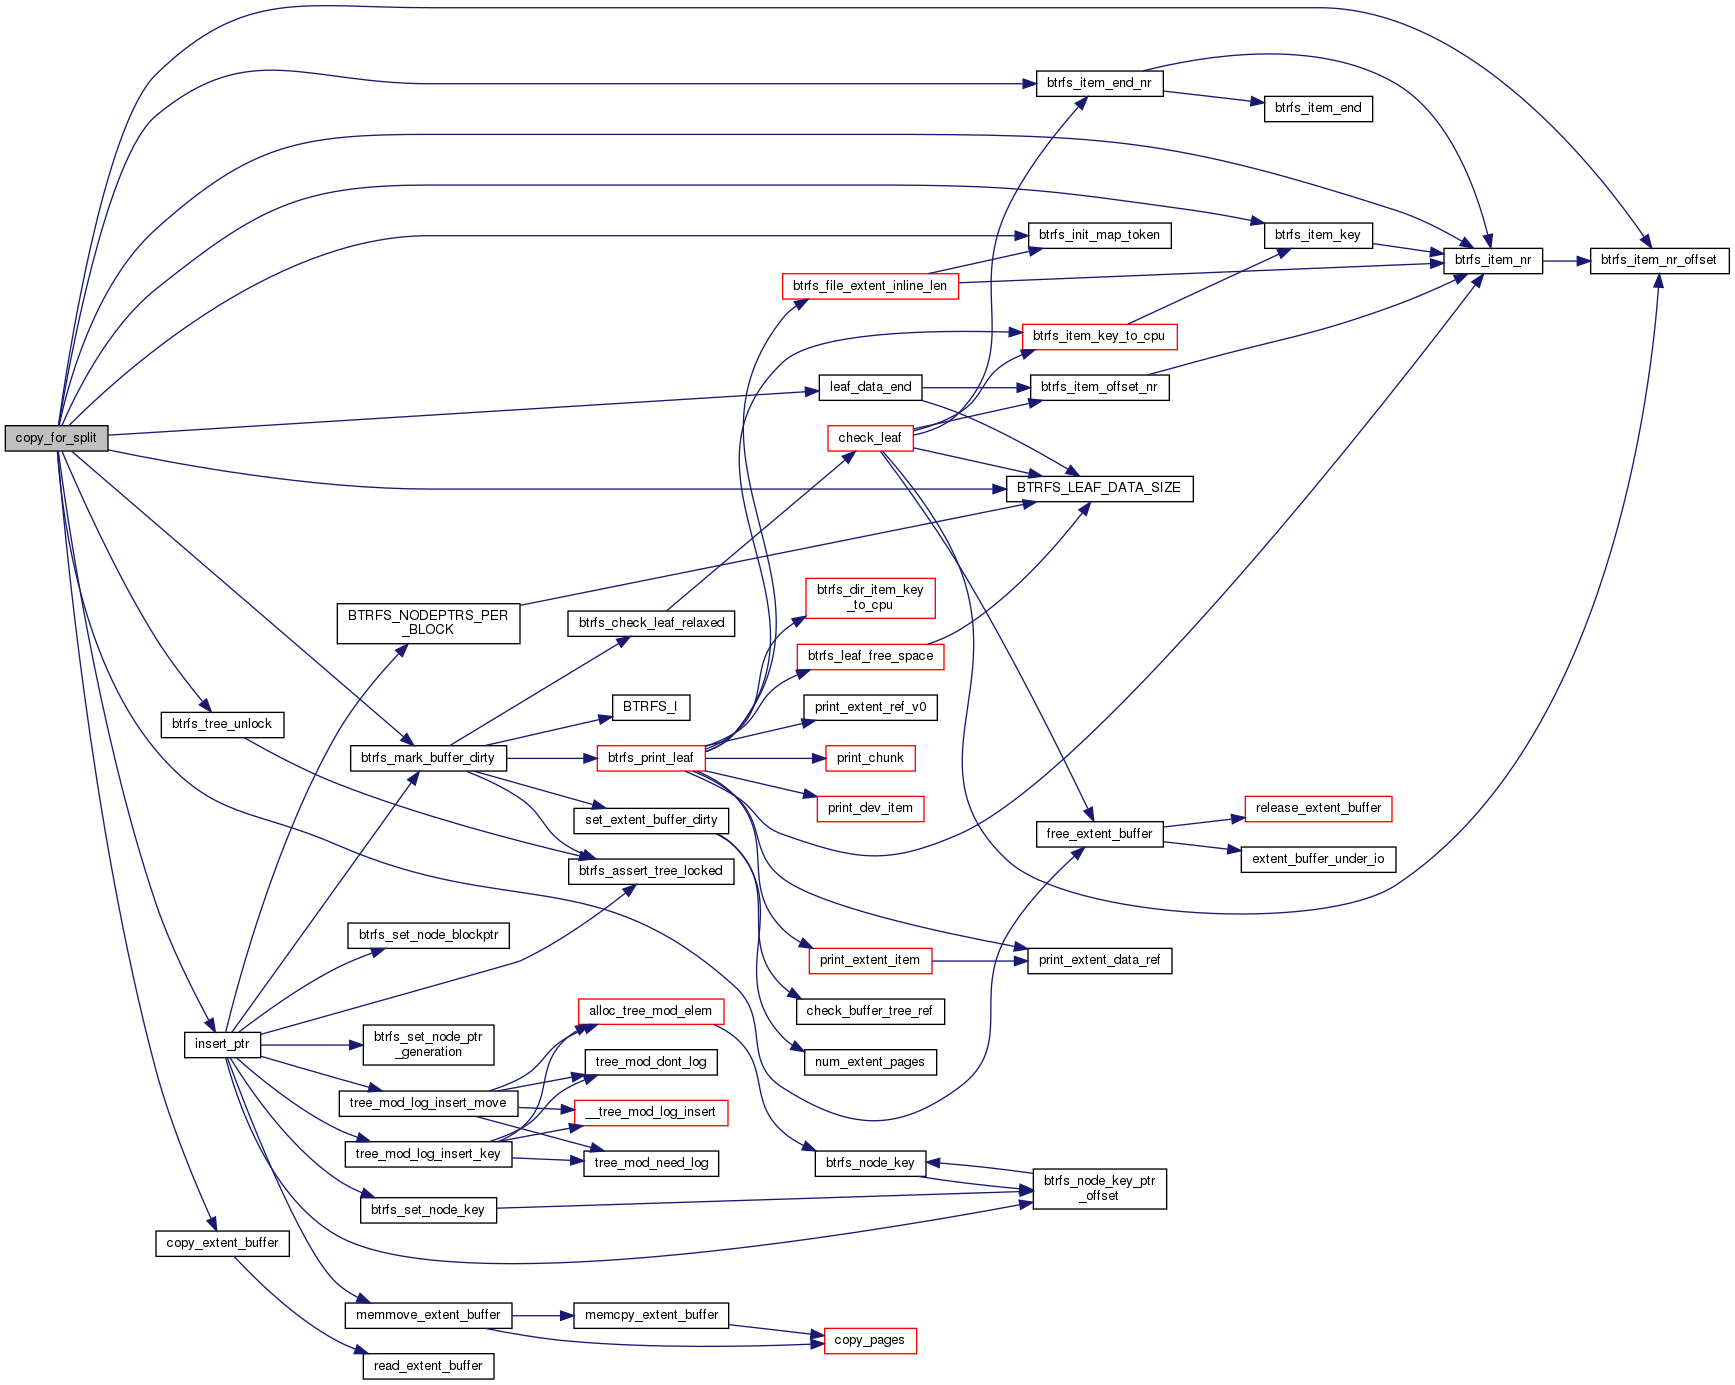 btrfs_item_end_nr
btrfs_item_end
btrfs_init_map_token
btrfs_item_key
btrfs_item_nr
btrfs_item_nr_offset
btrfs_file_extent_inline_len
btrfs_item_key_to_cpu
leaf_data_end
btrfs_item_offset_nr
copy_for_split
check_leaf
BTRFS_LEAF_DATA_SIZE
btrfs_dir_item_key
_to_cpu
BTRFS_NODEPTRS_PER
_BLOCK
btrfs_check_leaf_relaxed
btrfs_leaf_free_space
BTRFS_I
print_extent_ref_v0
btrfs_tree_unlock
btrfs_mark_buffer_dirty
btrfs_print_leaf
print_chunk
print_dev_item
release_extent_buffer
set_extent_buffer_dirty
free_extent_buffer
extent_buffer_under_io
btrfs_assert_tree_locked
btrfs_set_node_blockptr
print_extent_item
print_extent_data_ref
alloc_tree_mod_elem
check_buffer_tree_ref
insert_ptr
btrfs_set_node_ptr
_generation
tree_mod_dont_log
num_extent_pages
tree_mod_log_insert_move
__tree_mod_log_insert
tree_mod_log_insert_key
tree_mod_need_log
btrfs_node_key
btrfs_node_key_ptr
_offset
btrfs_set_node_key
copy_extent_buffer
memmove_extent_buffer
memcpy_extent_buffer
copy_pages
read_extent_buffer